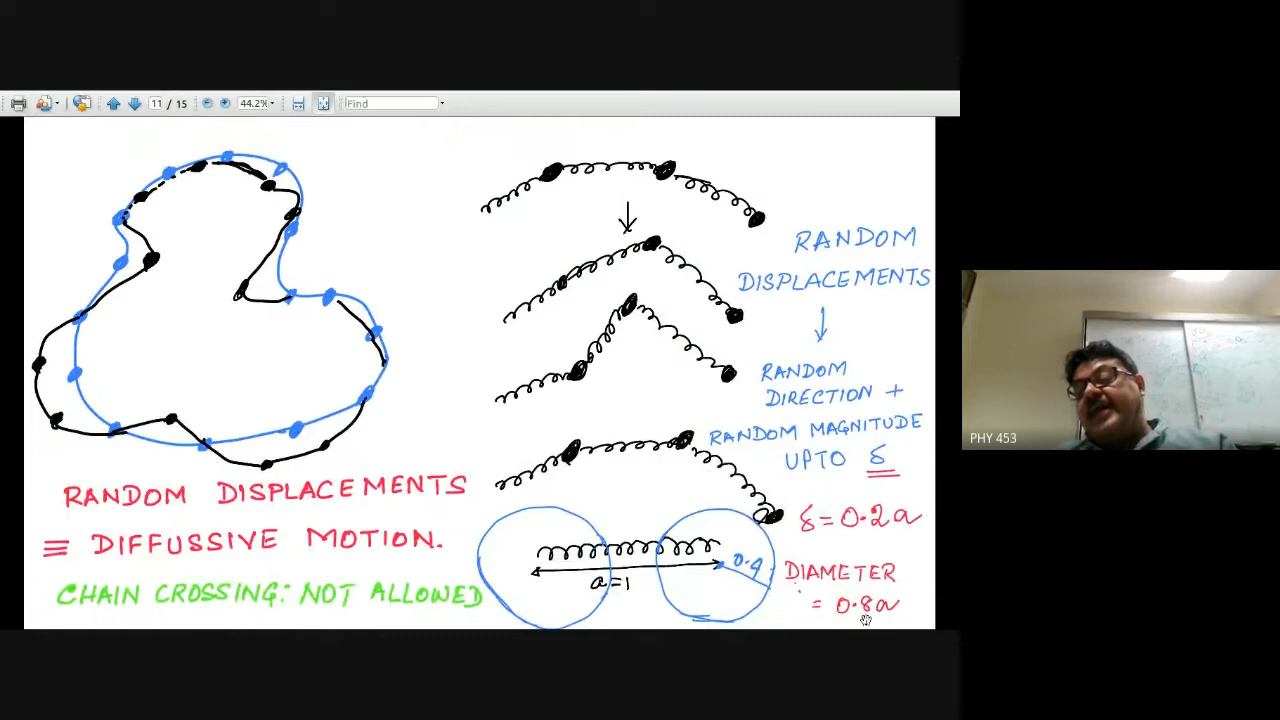 11 / 15
44.2%
Find
RANDOM
DISPLACEMENTS
RANDOM
DIRECTION +
RANDOM MAGNITUDE
UPTO δ
RANDOM DISPLACEMENTS
≡ DIFFUSSIVE MOTION.
CHAIN CROSSING: NOT ALLOWED
δ = 0.2a
a = 1
0.4
DIAMETER
= 0.8a
PHY 453